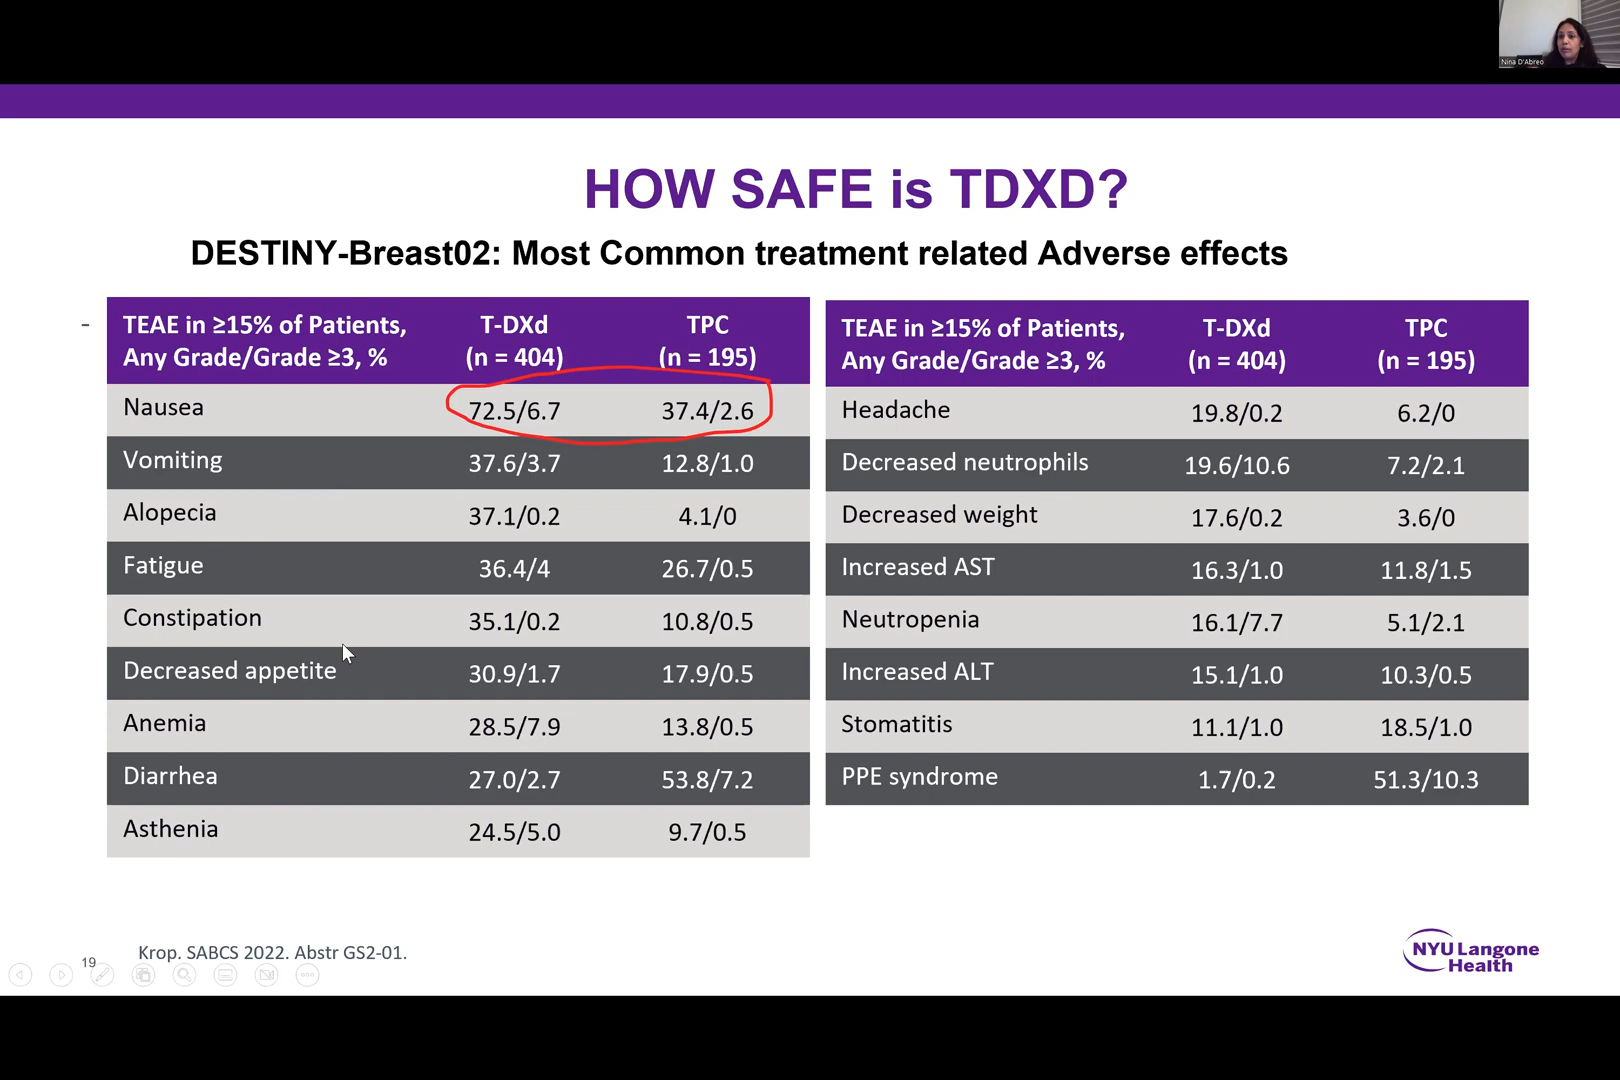 Nina D'Abreo
HOW SAFE is TDXD?
DESTINY-Breast02: Most Common treatment related Adverse effects
-
TEAE in ≥15% of Patients, Any Grade/Grade ≥3, % T-DXd (n = 404) TPC (n = 195)
Nausea 72.5/6.7 37.4/2.6
Vomiting 37.6/3.7 12.8/1.0
Alopecia 37.1/0.2 4.1/0
Fatigue 36.4/4 26.7/0.5
Constipation 35.1/0.2 10.8/0.5
Decreased appetite 30.9/1.7 17.9/0.5
Anemia 28.5/7.9 13.8/0.5
Diarrhea 27.0/2.7 53.8/7.2
Asthenia 24.5/5.0 9.7/0.5
TEAE in ≥15% of Patients, Any Grade/Grade ≥3, % T-DXd (n = 404) TPC (n = 195)
Headache 19.8/0.2 6.2/0
Decreased neutrophils 19.6/10.6 7.2/2.1
Decreased weight 17.6/0.2 3.6/0
Increased AST 16.3/1.0 11.8/1.5
Neutropenia 16.1/7.7 5.1/2.1
Increased ALT 15.1/1.0 10.3/0.5
Stomatitis 11.1/1.0 18.5/1.0
PPE syndrome 1.7/0.2 51.3/10.3
Krop. SABCS 2022. Abstr GS2-01.
19
NYU Langone
Health